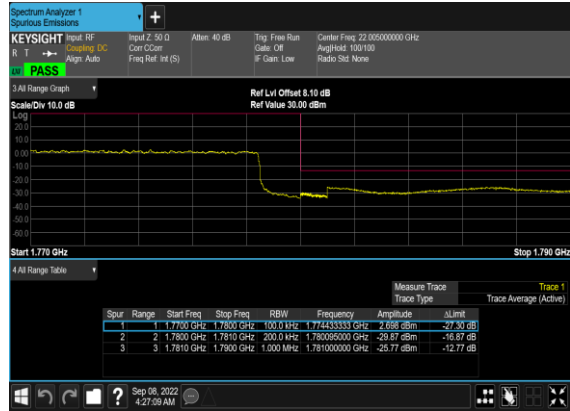 Spectrum Analyzer 1
Spurious Emissions
KEYSIGHT Input: RF Input Z: 50 Ω Atten: 40 dB Trig: Free Run Center Freq: 22.005000000 GHz
R T Coupling: DC Corr CCorr Gate: Off Avg|Hold: 100/100
Align: Auto Freq Ref: Int (S) IF Gain: Low Radio Std: None
PASS
3 All Range Graph
Ref Lvl Offset 8.10 dB
Scale/Div 10.0 dB Ref Value 30.00 dBm
Log
20.0
10.0
0.00
-10.0
-20.0
-30.0
-40.0
-50.0
-60.0
Start 1.770 GHz Stop 1.790 GHz
4 All Range Table
Measure Trace Trace 1
Trace Type Trace Average (Active)
Spur Range Start Freq Stop Freq RBW Frequency Amplitude ΔLimit
1 1 1.7700 GHz 1.7800 GHz 100.0 kHz 1.774433333 GHz 2.698 dBm -27.30 dB
2 2 1.7800 GHz 1.7810 GHz 200.0 kHz 1.780095000 GHz -29.87 dBm -16.87 dB
3 3 1.7810 GHz 1.7900 GHz 1.000 MHz 1.781000000 GHz -25.77 dBm -12.77 dB
? Sep 08, 2022
4:27:09 AM